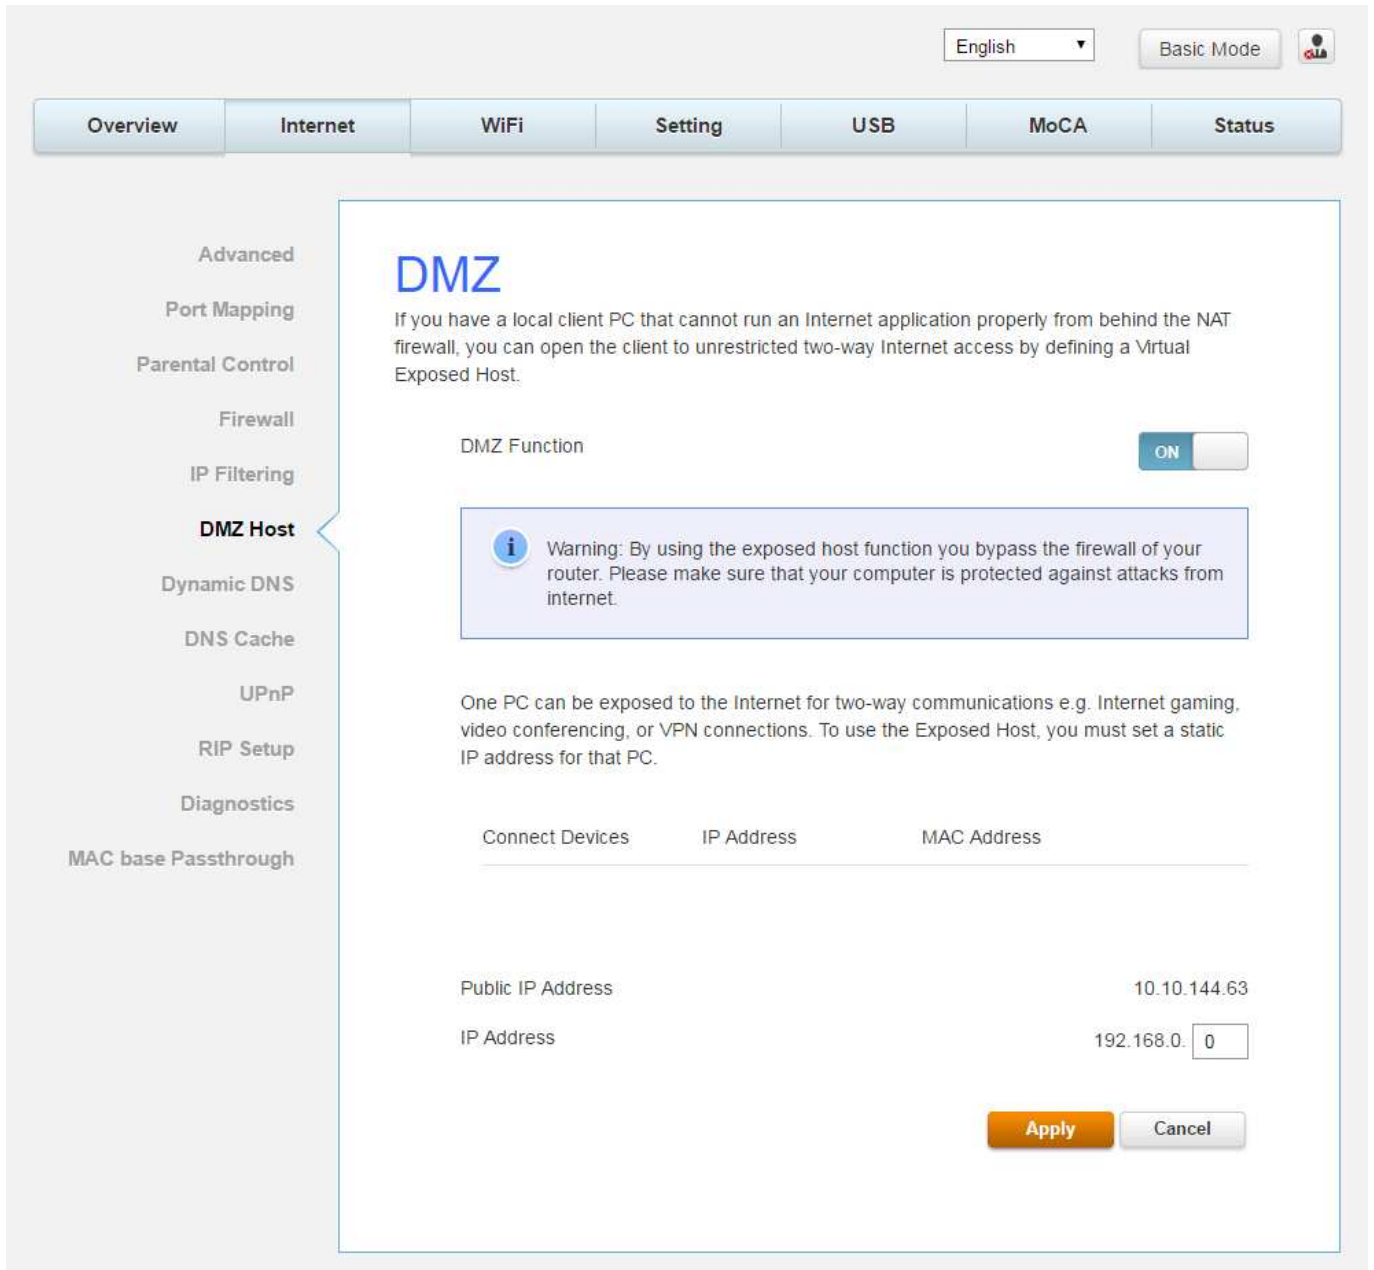 English
Basic Mode
Overview
Internet
WiFi
Setting
USB
MoCA
Status
Advanced
Port Mapping
Parental Control
Firewall
IP Filtering
DMZ Host
Dynamic DNS
DNS Cache
UPnP
RIP Setup
Diagnostics
MAC base Passthrough
DMZ
If you have a local client PC that cannot run an Internet application properly from behind the NAT
firewall, you can open the client to unrestricted two-way Internet access by defining a Virtual
Exposed Host.
DMZ Function
ON
i
Warning: By using the exposed host function you bypass the firewall of your
router. Please make sure that your computer is protected against attacks from
internet.
One PC can be exposed to the Internet for two-way communications e.g. Internet gaming,
video conferencing, or VPN connections. To use the Exposed Host, you must set a static
IP address for that PC.
Connect Devices IP Address MAC Address
Public IP Address 10.10.144.63
IP Address 192.168.0. 0
Apply Cancel